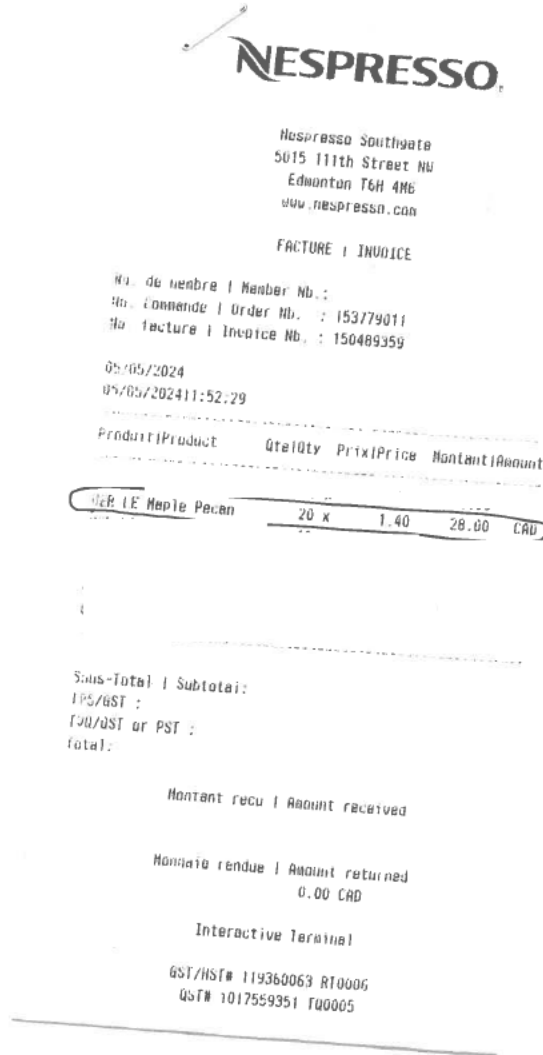 NESPRESSO
Nespresso Southgate
5015 111th Street NW
Edmonton T6H 4M6
www.nespresso.com
FACTURE | INVOICE
No. de membre | Member Nb.:
No. Commande | Order Nb. : 153779011
No. facture | Invoice Nb. : 150489359
05/05/2024
05/05/2024|11:52:29
Produit|Product Qte|Qty Prix|Price Montant|Amount
LE Maple Pecan 20 x 1.40 28.00 CAD
Sous-Total | Subtotal:
TPS/GST :
TVQ/QST or PST :
Total:
Montant recu | Amount received
Monnaie rendue | Amount returned
0.00 CAD
Interactive Terminal
GST/HST# 119360063 RT0006
QST# 1017559351 TQ0005